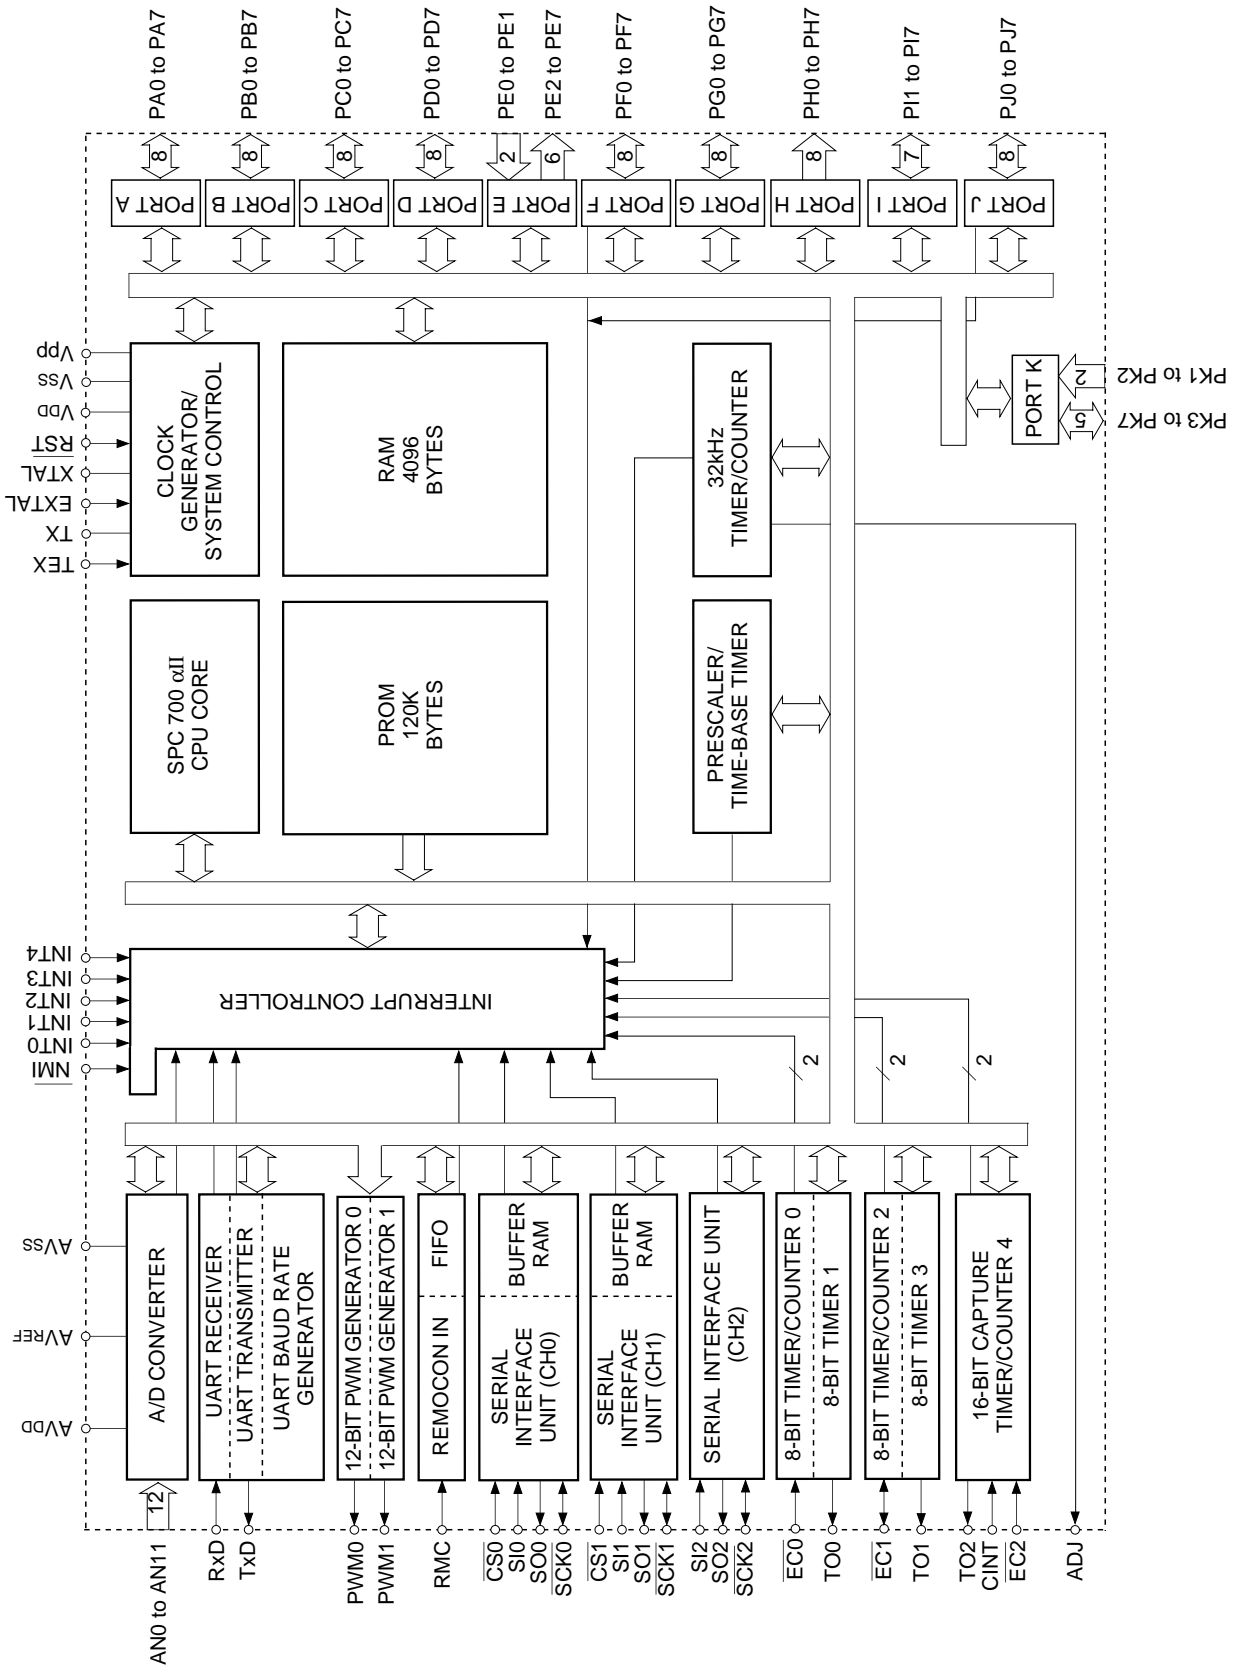 PA0 to PA7
PB0 to PB7
PC0 to PC7
PD0 to PD7
PE0 to PE1
PE2 to PE7
PF0 to PF7
PG0 to PG7
PH0 to PH7
PI1 to PI7
PJ0 to PJ7
8
8
8
8
2
6
8
8
8
7
8
PORT A
PORT B
PORT C
PORT D
PORT E
PORT F
PORT G
PORT H
PORT I
PORT J
Vpp
Vss
VDD
RST
XTAL
EXTAL
TX
TEX
CLOCK
GENERATOR/
SYSTEM CONTROL
RAM
4096
BYTES
32kHz
TIMER/COUNTER
PORT K
2
5
PK1 to PK2
PK3 to PK7
SPC 700 αII
CPU CORE
PROM
120K
BYTES
PRESCALER/
TIME-BASE TIMER
INT4
INT3
INT2
INT1
INT0
NMI
INTERRUPT CONTROLLER
2
2
2
AVss
AVREF
AVDD
A/D CONVERTER
UART RECEIVER
UART TRANSMITTER
UART BAUD RATE
GENERATOR
12-BIT PWM GENERATOR 0
12-BIT PWM GENERATOR 1
REMOCON IN
FIFO
SERIAL
INTERFACE
UNIT (CH0)
BUFFER
RAM
SERIAL
INTERFACE
UNIT (CH1)
BUFFER
RAM
SERIAL INTERFACE UNIT
(CH2)
8-BIT TIMER/COUNTER 0
8-BIT TIMER 1
8-BIT TIMER/COUNTER 2
8-BIT TIMER 3
16-BIT CAPTURE
TIMER/COUNTER 4
12
AN0 to AN11
RxD
TxD
PWM0
PWM1
RMC
CS0
SI0
SO0
SCK0
CS1
SI1
SO1
SCK1
SI2
SO2
SCK2
EC0
TO0
EC1
TO1
TO2
CINT
EC2
ADJ